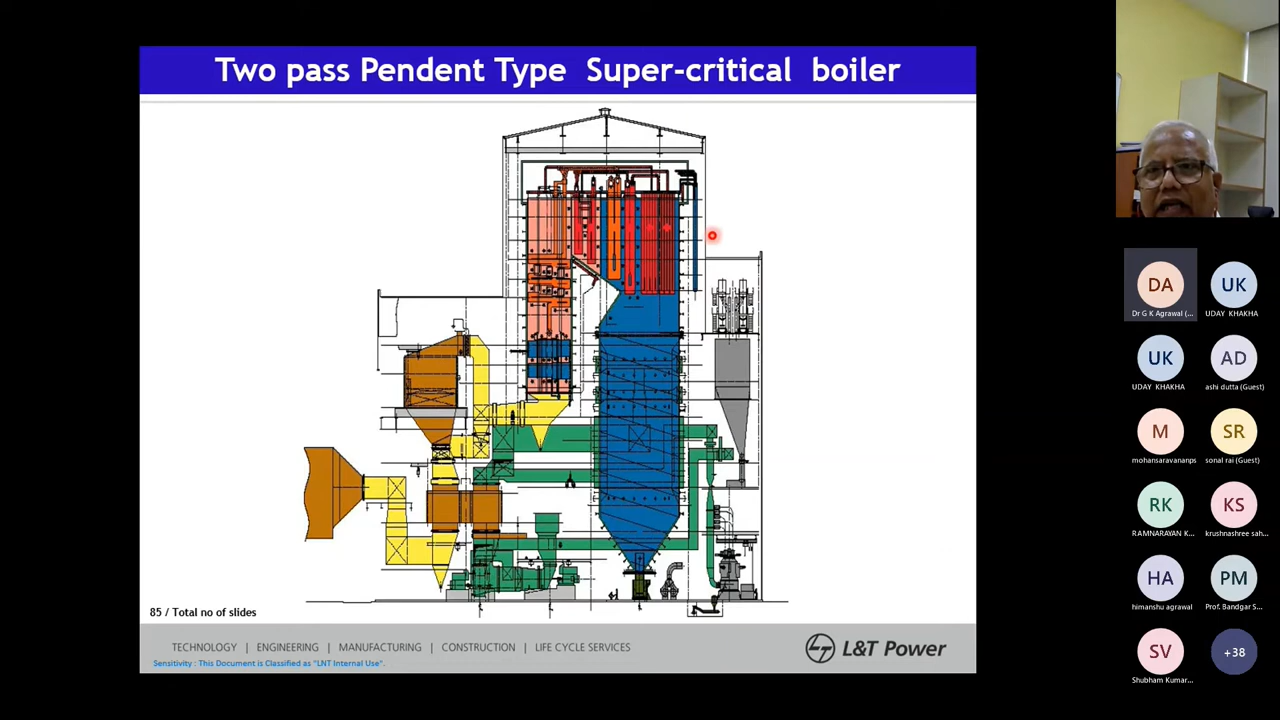 Two pass Pendent Type Super-critical boiler
85 / Total no of slides
TECHNOLOGY | ENGINEERING | MANUFACTURING | CONSTRUCTION | LIFE CYCLE SERVICES
Sensitivity : This Document is Classified as "LNT Internal Use".
L&T Power
DA
Dr G K Agrawal (...
UK
UDAY KHAKHA
UK
UDAY KHAKHA
AD
ashi dutta (Guest)
M
mohansaravananps
SR
sonal rai (Guest)
RK
RAMNARAYAN K...
KS
krushnashree sah...
HA
himanshu agrawal
PM
Prof. Bandgar S...
SV
Shubham Kumar...
+38